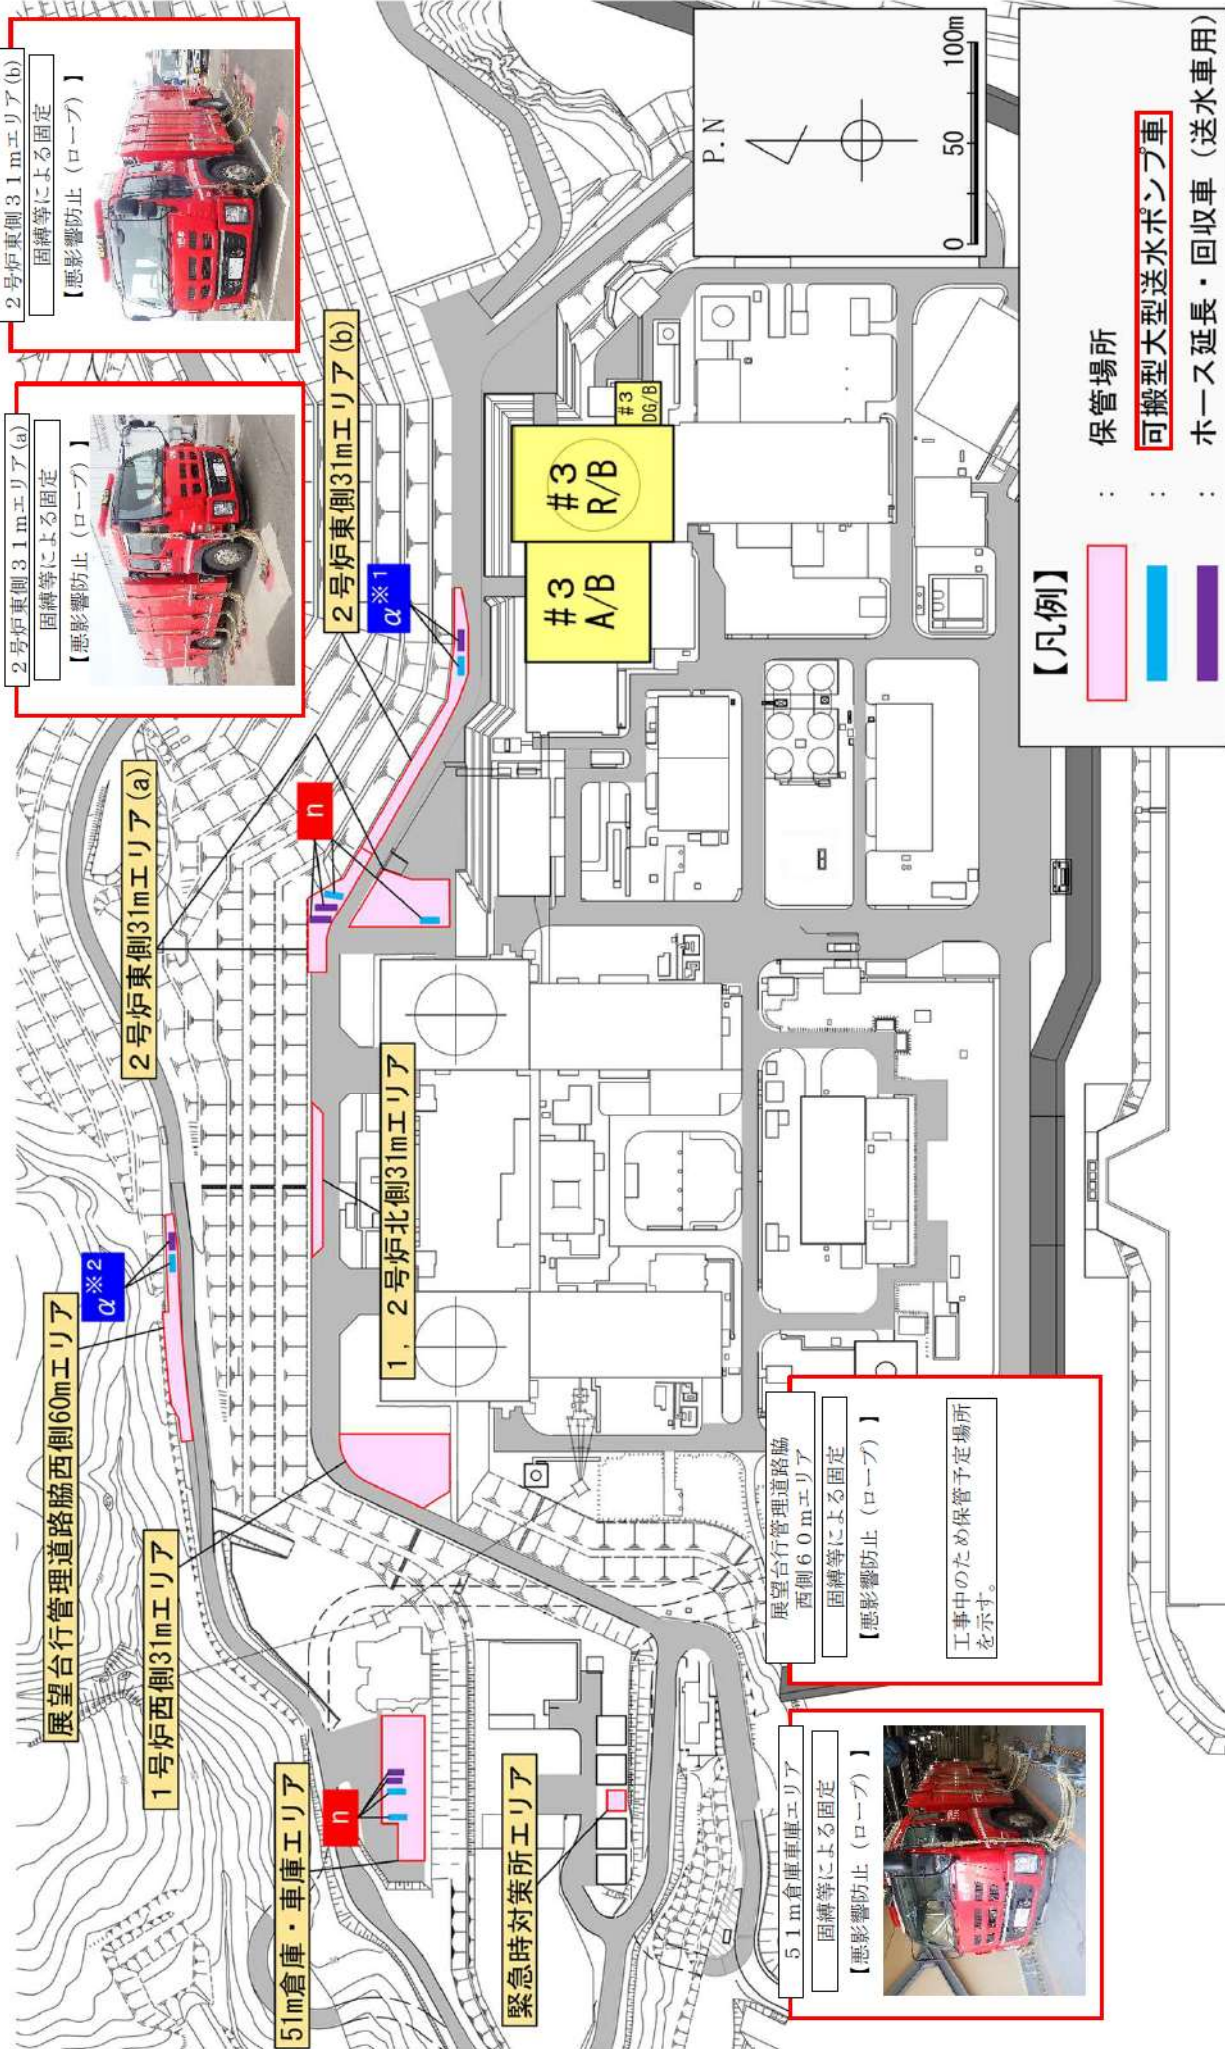 51m倉庫・車庫エリア
n
緊急時対策所エリア
1号炉西側31mエリア
展望台行管理道路脇西側60mエリア
α※2
1，2号炉北側31mエリア
2号炉東側31mエリア(a)
n
2号炉東側31mエリア(b)
α※1
2号炉東側31mエリア(a)
固縛等による固定
【悪影響防止（ロープ）】
2号炉東側31mエリア(b)
固縛等による固定
【悪影響防止（ロープ）】
#3
A/B
#3
R/B
#3
DG/B
P.N
0 50 100m
51m倉庫車庫エリア
固縛等による固定
【悪影響防止（ロープ）】
展望台行管理道路脇
西側60mエリア
固縛等による固定
【悪影響防止（ロープ）】
工事中のため保管予定場所
を示す。
【凡例】
： 保管場所
： 可搬型大型送水ポンプ車
： ホース延長・回収車（送水車用）